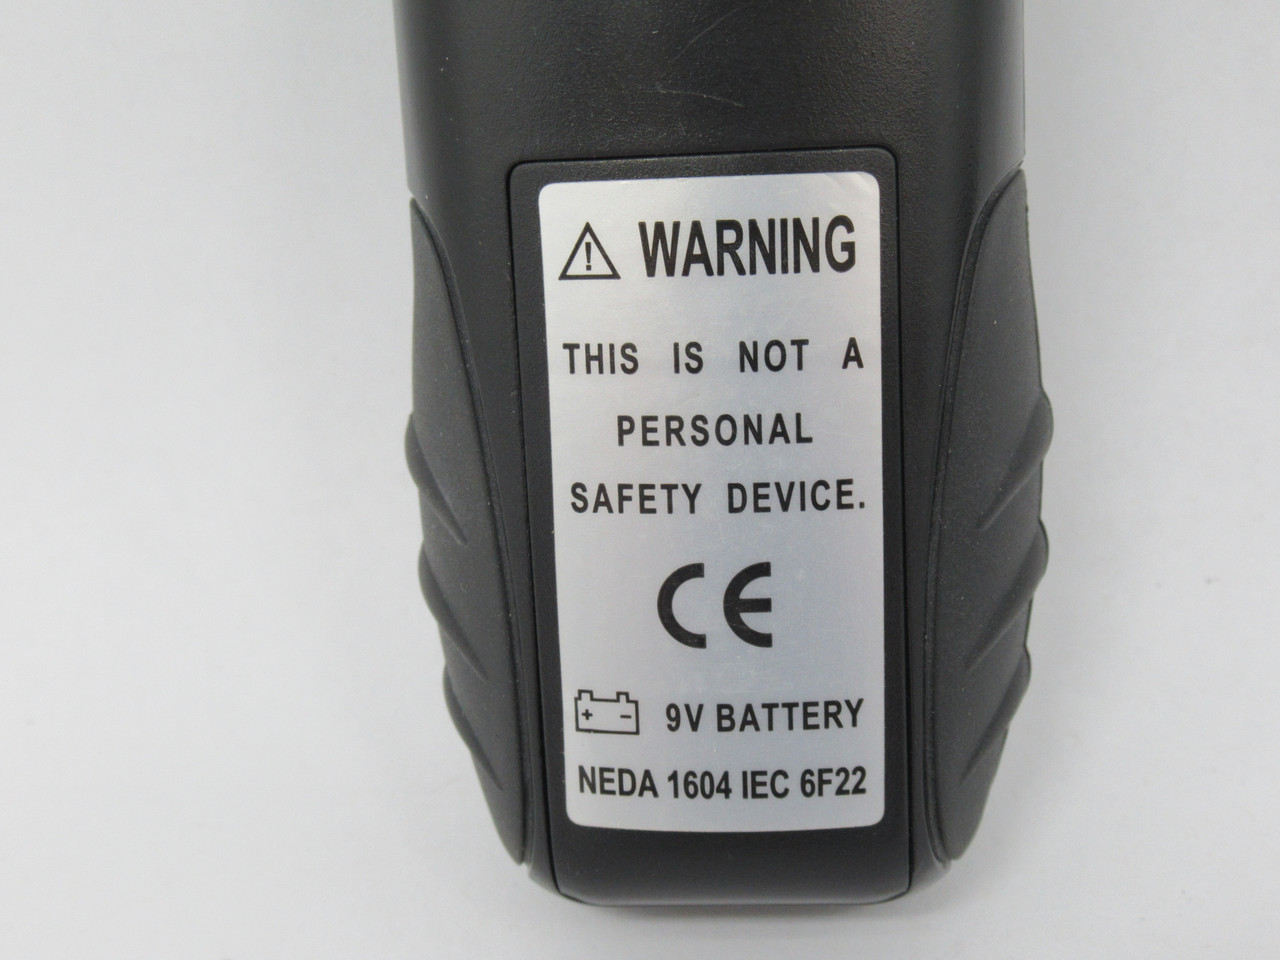 ⚠ WARNING
THIS IS NOT A
PERSONAL
SAFETY DEVICE.
CE
9V BATTERY
NEDA 1604 IEC 6F22